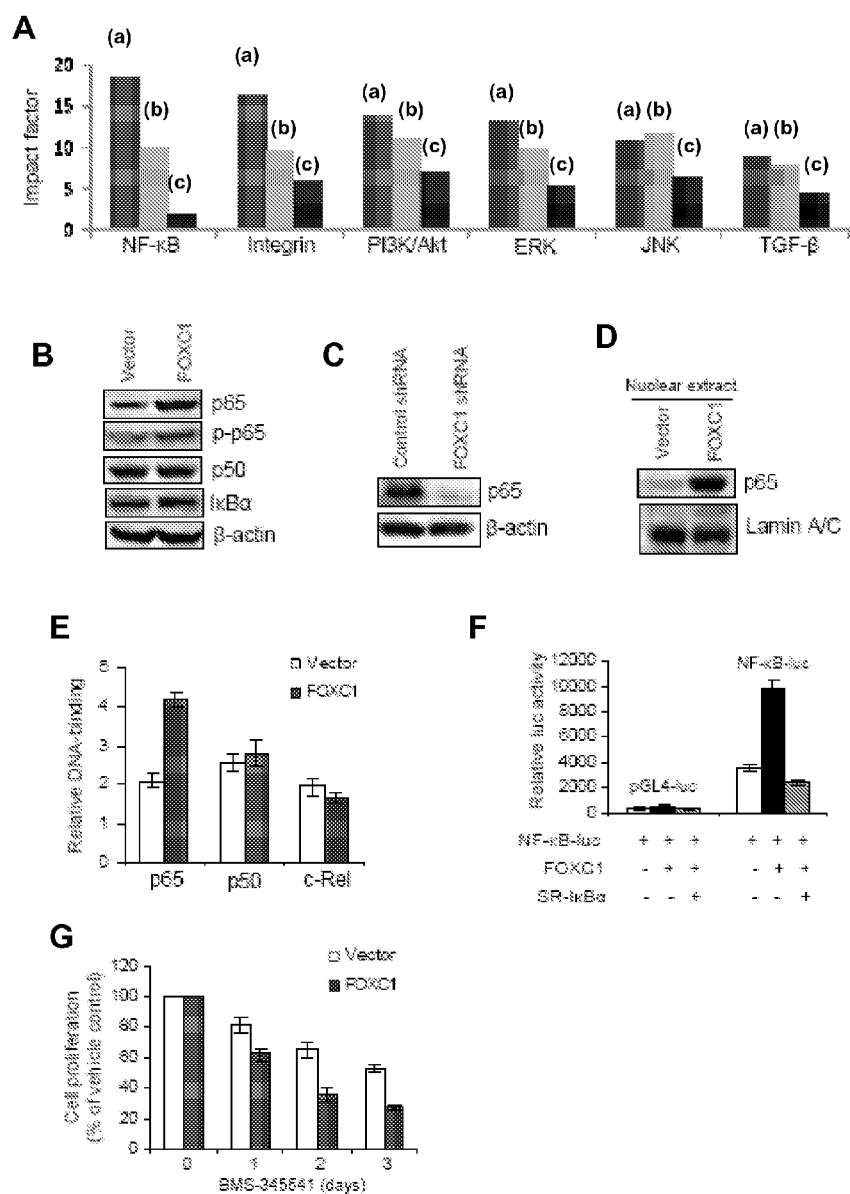 A
(a) (a) (a) (a) (a) (b) (a) (b)
(b) (b) (b) (b)
(c) (c) (c) (c) (c) (c)
Impact factor
20
15
10
5
0
NF-κB Integrin PI3K/Akt ERK JNK TGF-β
B
Vector FOXC1
p65
p-p65
p50
IκBα
β-actin
C
Control shRNA FOXC1 shRNA
p65
β-actin
D
Nuclear extract
Vector FOXC1
p65
Lamin A/C
E
Relative DNA-binding
5
4
3
2
1
0
Vector
FOXC1
p65 p50 c-Rel
F
Relative luc activity
12000
10000
8000
6000
4000
2000
0
NF-κB-luc
pGL4-luc
NF-κB-luc + + + + + +
FOXC1 - + + - + +
SR-IκBα - - + - - +
G
Cell proliferation
(% of vehicle control)
120
100
80
60
40
20
0
Vector
FOXC1
0 1 2 3
BMS-345541 (days)